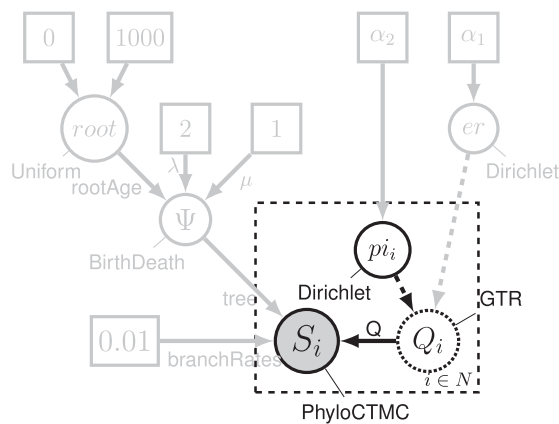 0 1000 α₂ α₁
root er
Uniform Dirichlet
rootAge
2 1
λ μ
Ψ
BirthDeath
pi_i
Dirichlet
GTR
tree
0.01 S_i Q Q_i
branchRates
i ∈ N
PhyloCTMC